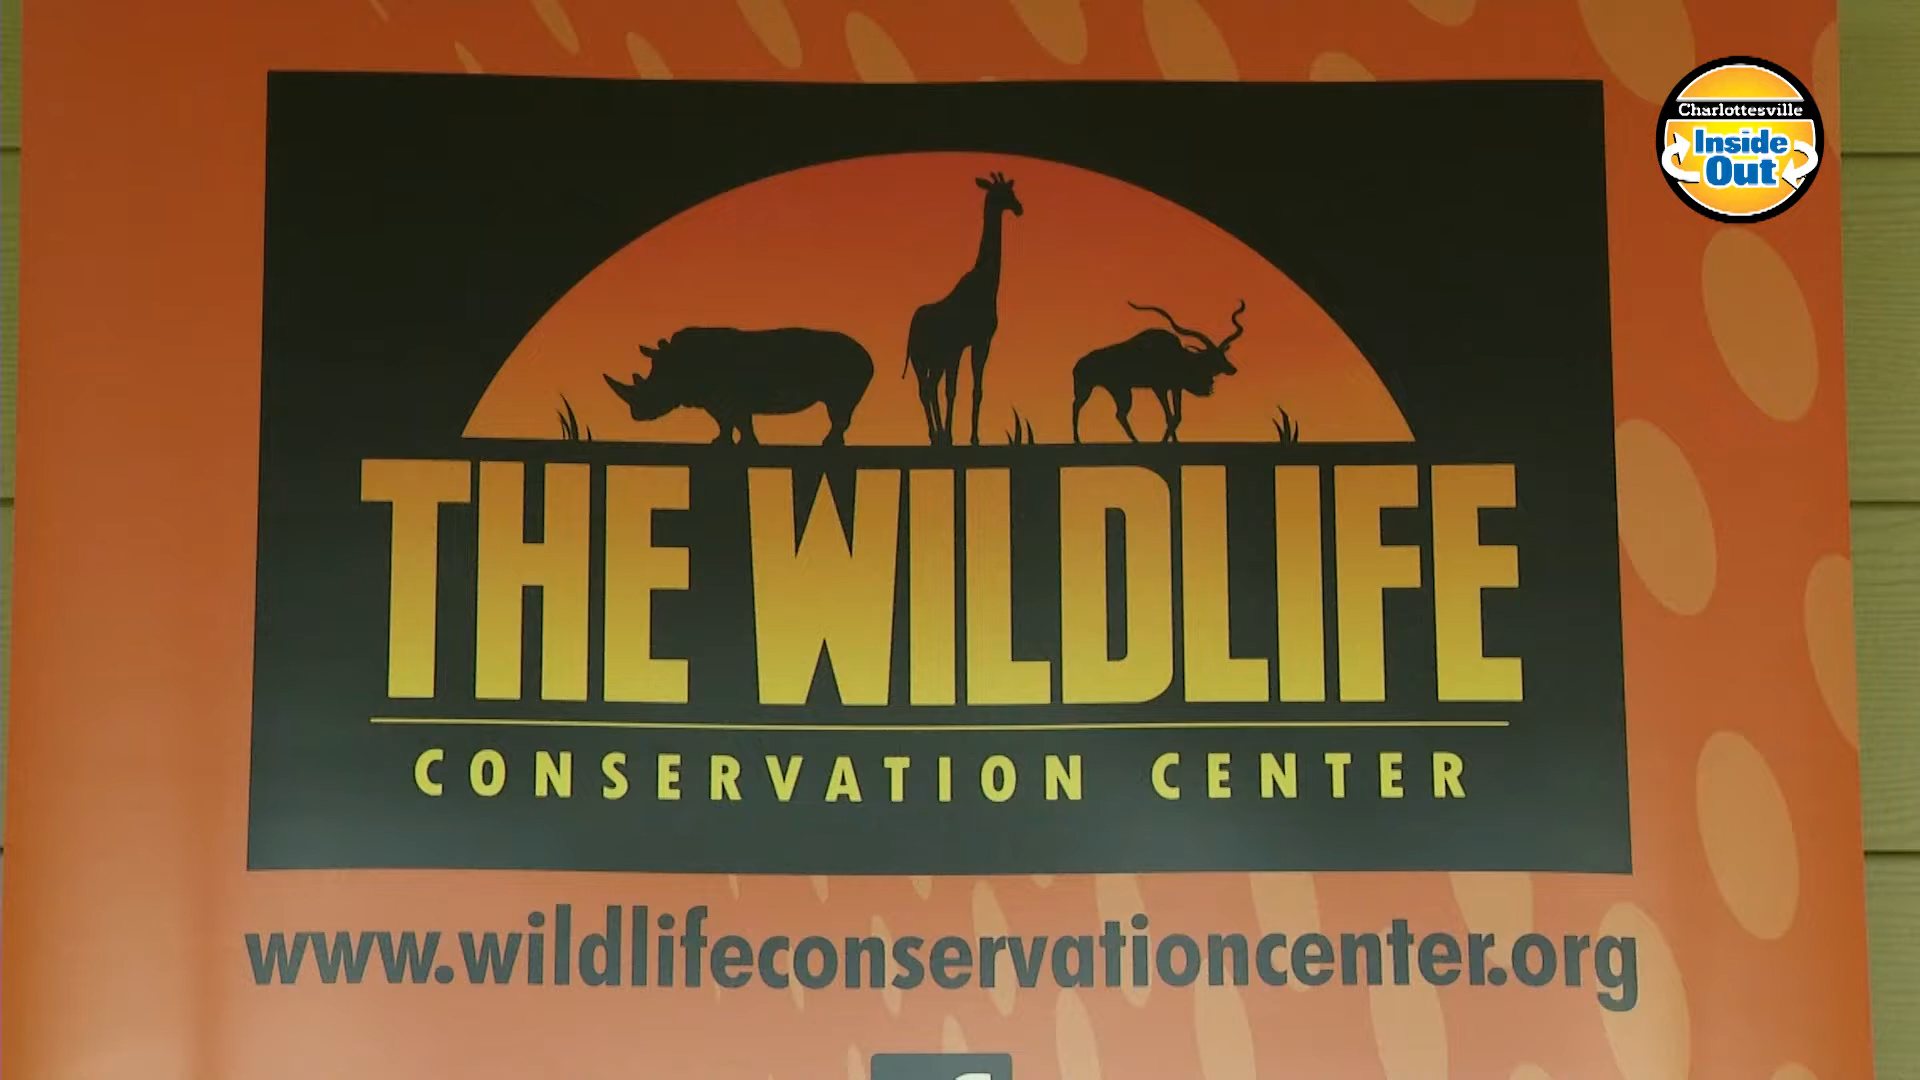 Charlottesville
Inside
Out
THE WILDLIFE
CONSERVATION CENTER
www.wildlifeconservationcenter.org